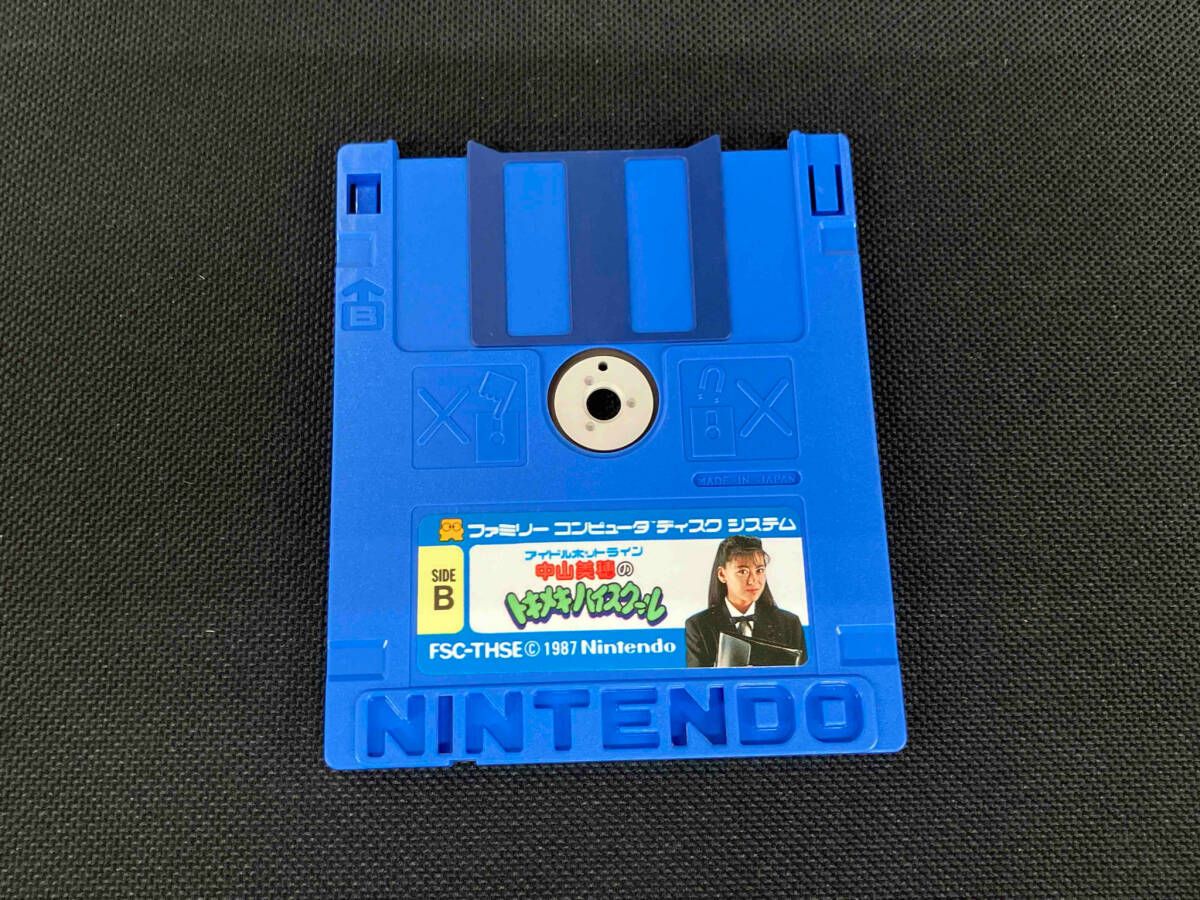 B
MADE IN JAPAN
ファミリー コンピュータ™ ディスク システム
SIDE
B
アイドルホットライン
中山美穂の
トキメキハイスクール
FSC-THSE © 1987 Nintendo
NINTENDO